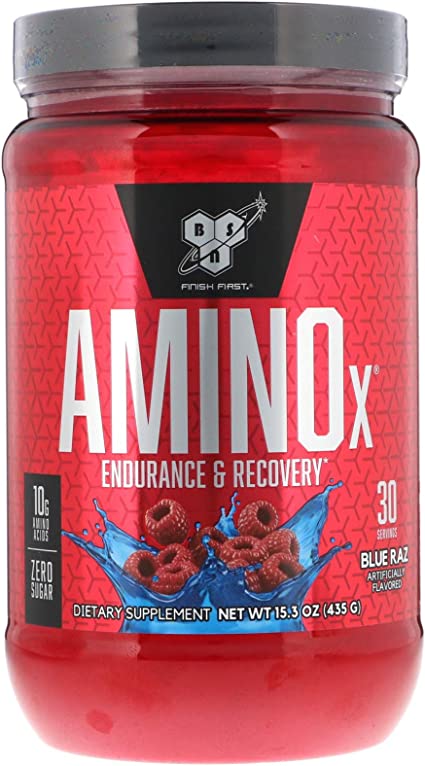 B S
n
FINISH FIRST.®
AMINOx®
ENDURANCE & RECOVERY*
10G
AMINO
ACIDS
ZERO
SUGAR
30
SERVINGS
BLUE RAZ
ARTIFICIALLY
FLAVORED
DIETARY SUPPLEMENT NET WT 15.3 OZ (435 G)